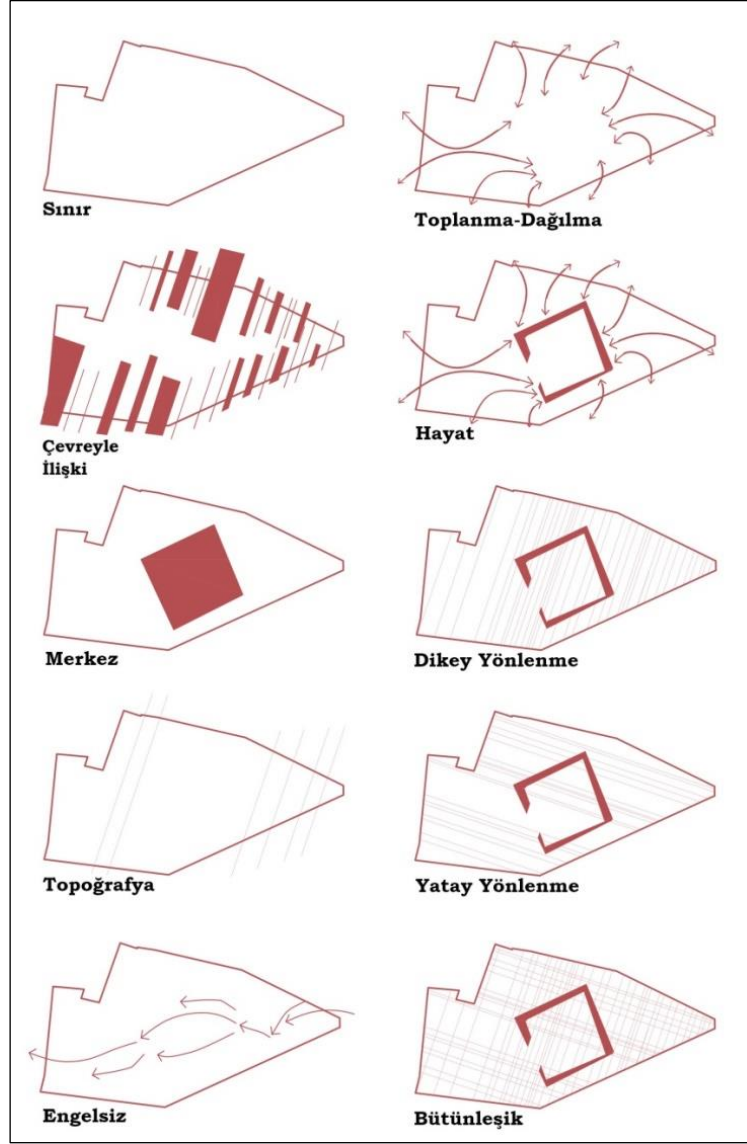 Sınır
Toplanma-Dağılma
Çevreyle
İlişki
Hayat
Merkez
Dikey Yönlenme
Topoğrafya
Yatay Yönlenme
Engelsiz
Bütünleşik